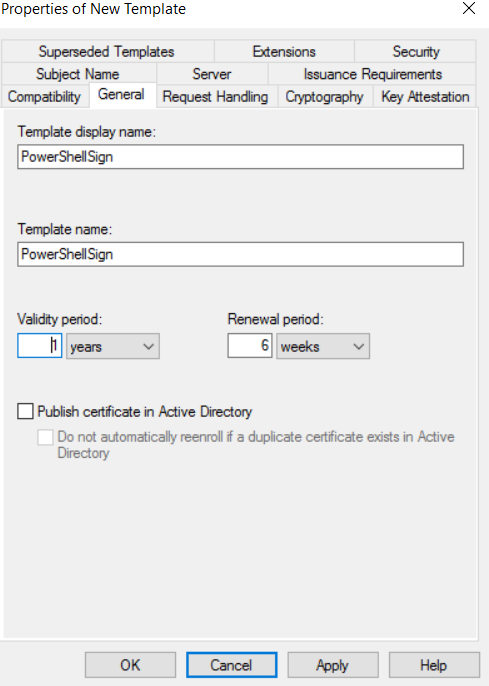 Properties of New Template
Superseded Templates Extensions Security
Subject Name Server Issuance Requirements
Compatibility General Request Handling Cryptography Key Attestation
Template display name:
PowerShellSign
Template name:
PowerShellSign
Validity period: Renewal period:
1 years 6 weeks
Publish certificate in Active Directory
Do not automatically reenroll if a duplicate certificate exists in Active
Directory
OK Cancel Apply Help